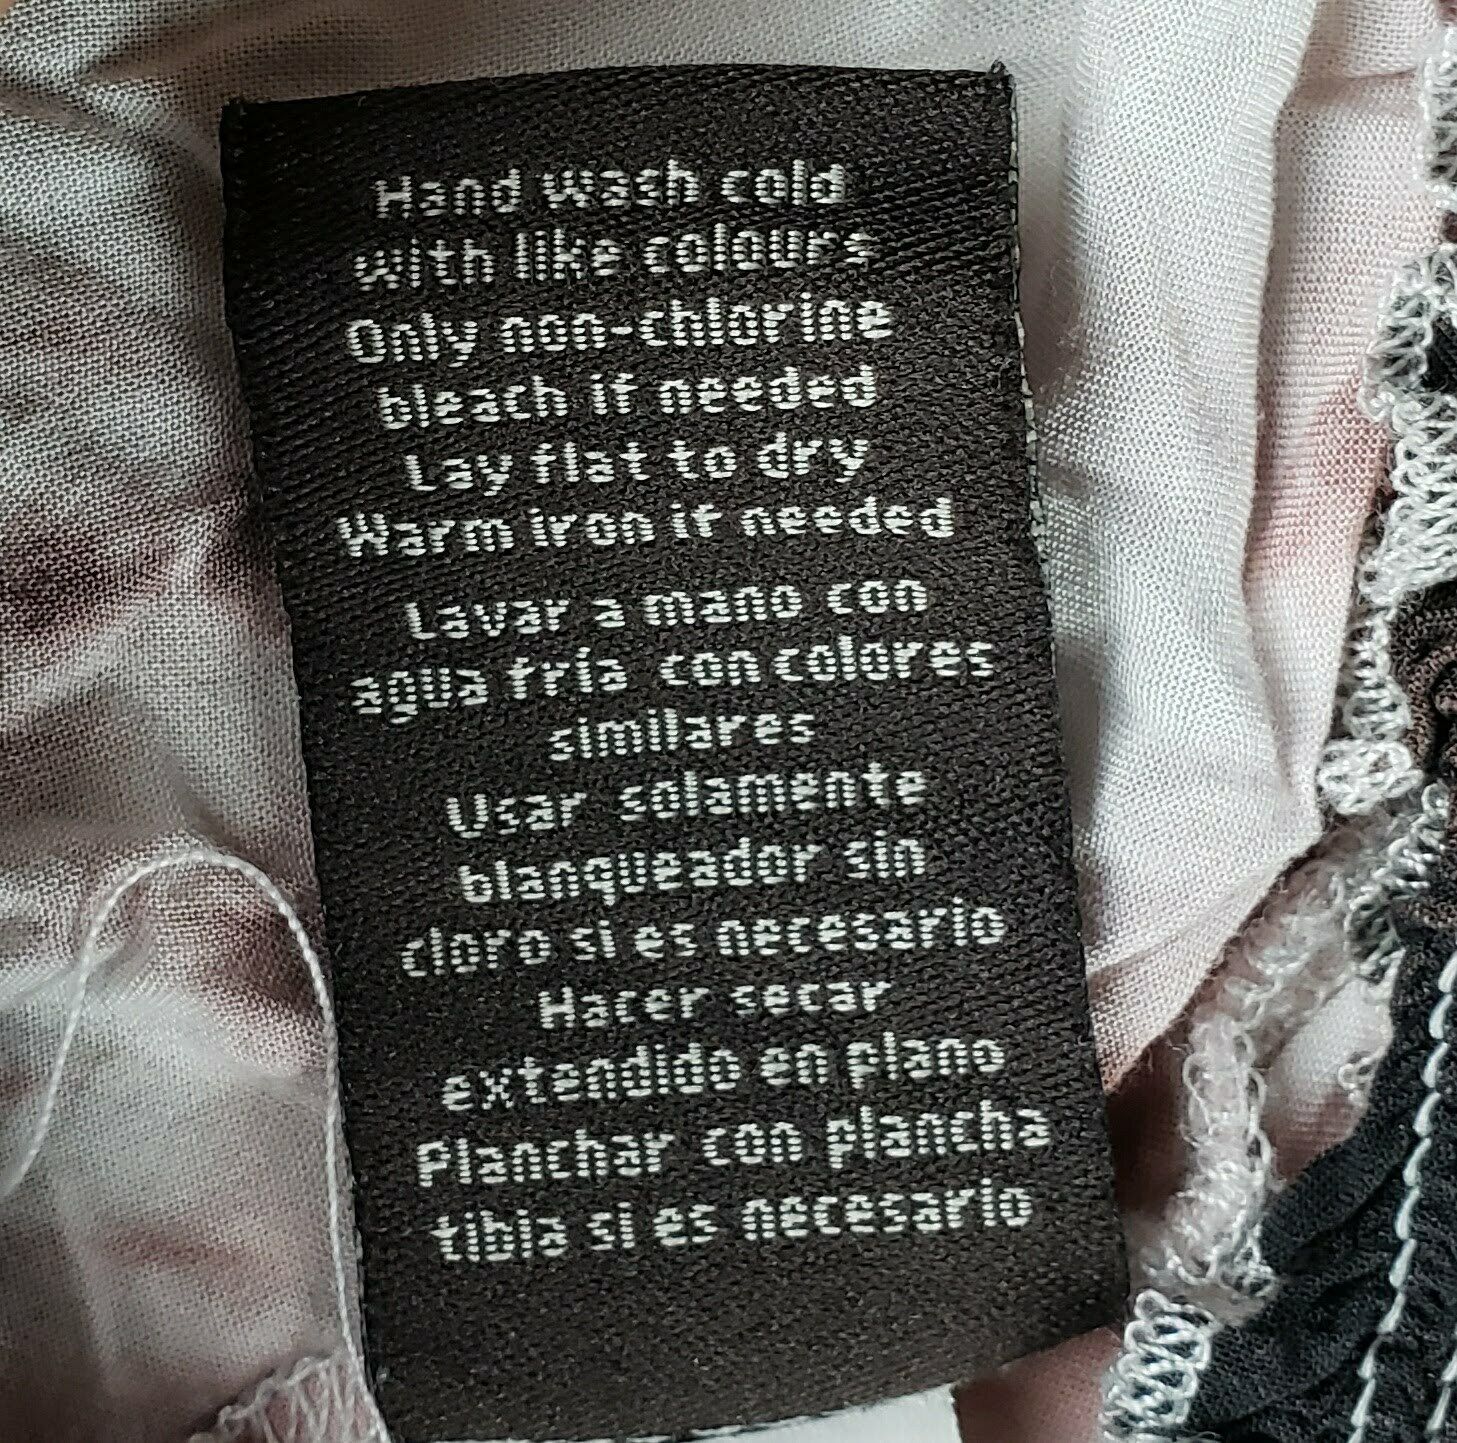 Hand wash cold
with like colours
Only non-chlorine
bleach if needed
Lay flat to dry
Warm iron if needed
Lavar a mano con
agua fría con colores
similares
Usar solamente
blanqueador sin
cloro si es necesario
Hacer secar
extendido en plano
Planchar con plancha
tibia si es necesario